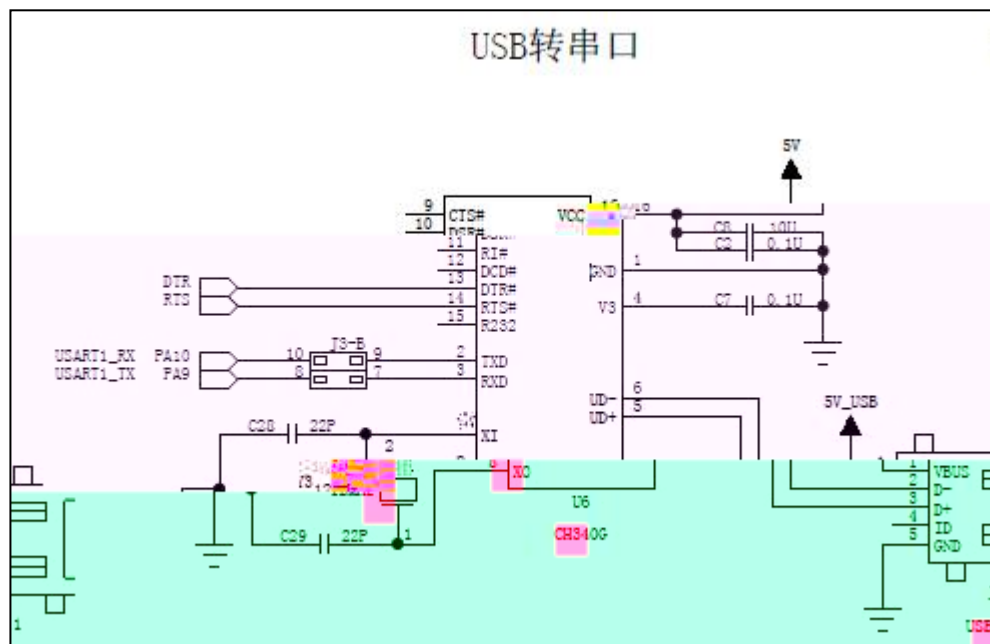 USB转串口
5V
9 CTS# VCC
10
C8 10U
C2 0.1U
11 RI#
12 DCD# GND 1
DTR 13 DTR#
RTS 14 RTS# V3 4 C7 0.1U
15 R232
J3-B
USART1_RX PA10 10 9 2 TXD
USART1_TX PA9 8 7 3 RXD
UD- 6
UD+ 5
5V_USB
C28 22P XI
2
XO
1 VBUS
2 D-
3 D+
4 ID
5 GND
U6
C29 22P 1 CH340G
1 USB